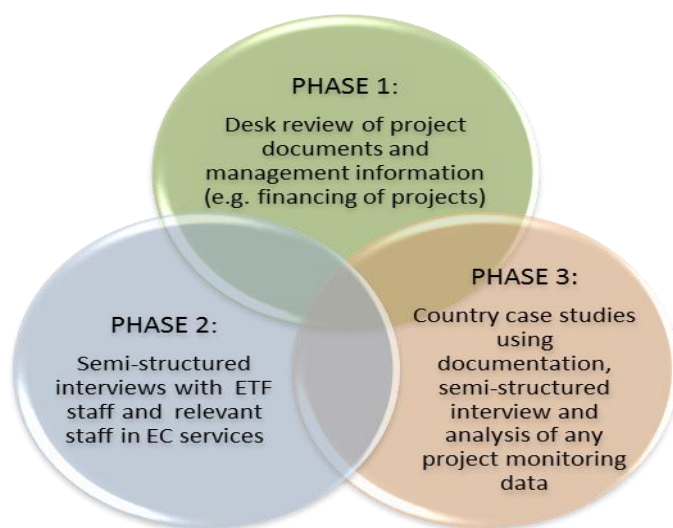 PHASE 1:
Desk review of project
documents and
management information
(e.g. financing of projects)
PHASE 2:
Semi-structured
interviews with ETF
staff and relevant
staff in EC services
PHASE 3:
Country case studies
using
documentation,
semi-structured
interview and
analysis of any
project monitoring
data